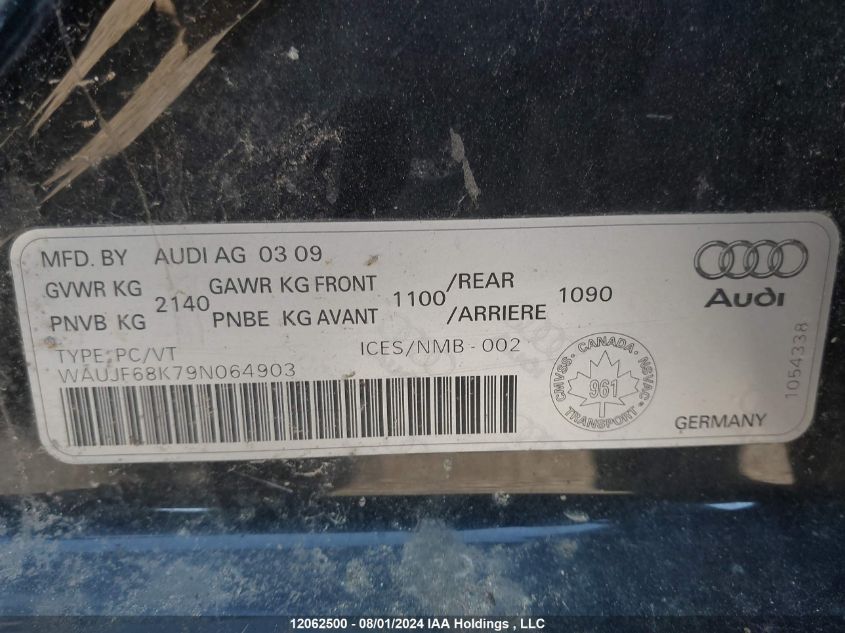 MFD. BY AUDI AG 03 09
GVWR KG 2140 GAWR KG FRONT 1100 /REAR 1090
PNVB KG PNBE KG AVANT /ARRIERE
TYPE: PC/VT ICES/NMB - 002
WAUJF68K79N064903
Audi
CMVSS - CANADA - NSVAC
961
TRANSPORT
GERMANY
1054338
12062500 - 08/01/2024 IAA Holdings , LLC